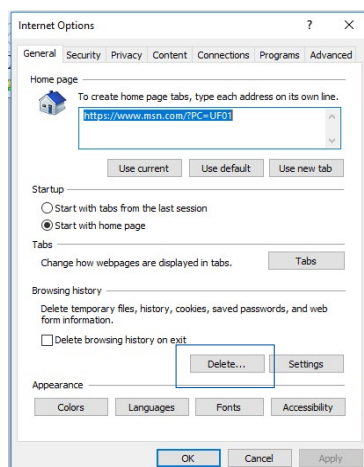 Internet Options ? ×
General Security Privacy Content Connections Programs Advanced
Home page
To create home page tabs, type each address on its own line.
https://www.msn.com/?PC=UF01
Use current Use default Use new tab
Startup
Start with tabs from the last session
Start with home page
Tabs
Change how webpages are displayed in tabs. Tabs
Browsing history
Delete temporary files, history, cookies, saved passwords, and web
form information.
Delete browsing history on exit
Delete... Settings
Appearance
Colors Languages Fonts Accessibility
OK Cancel Apply